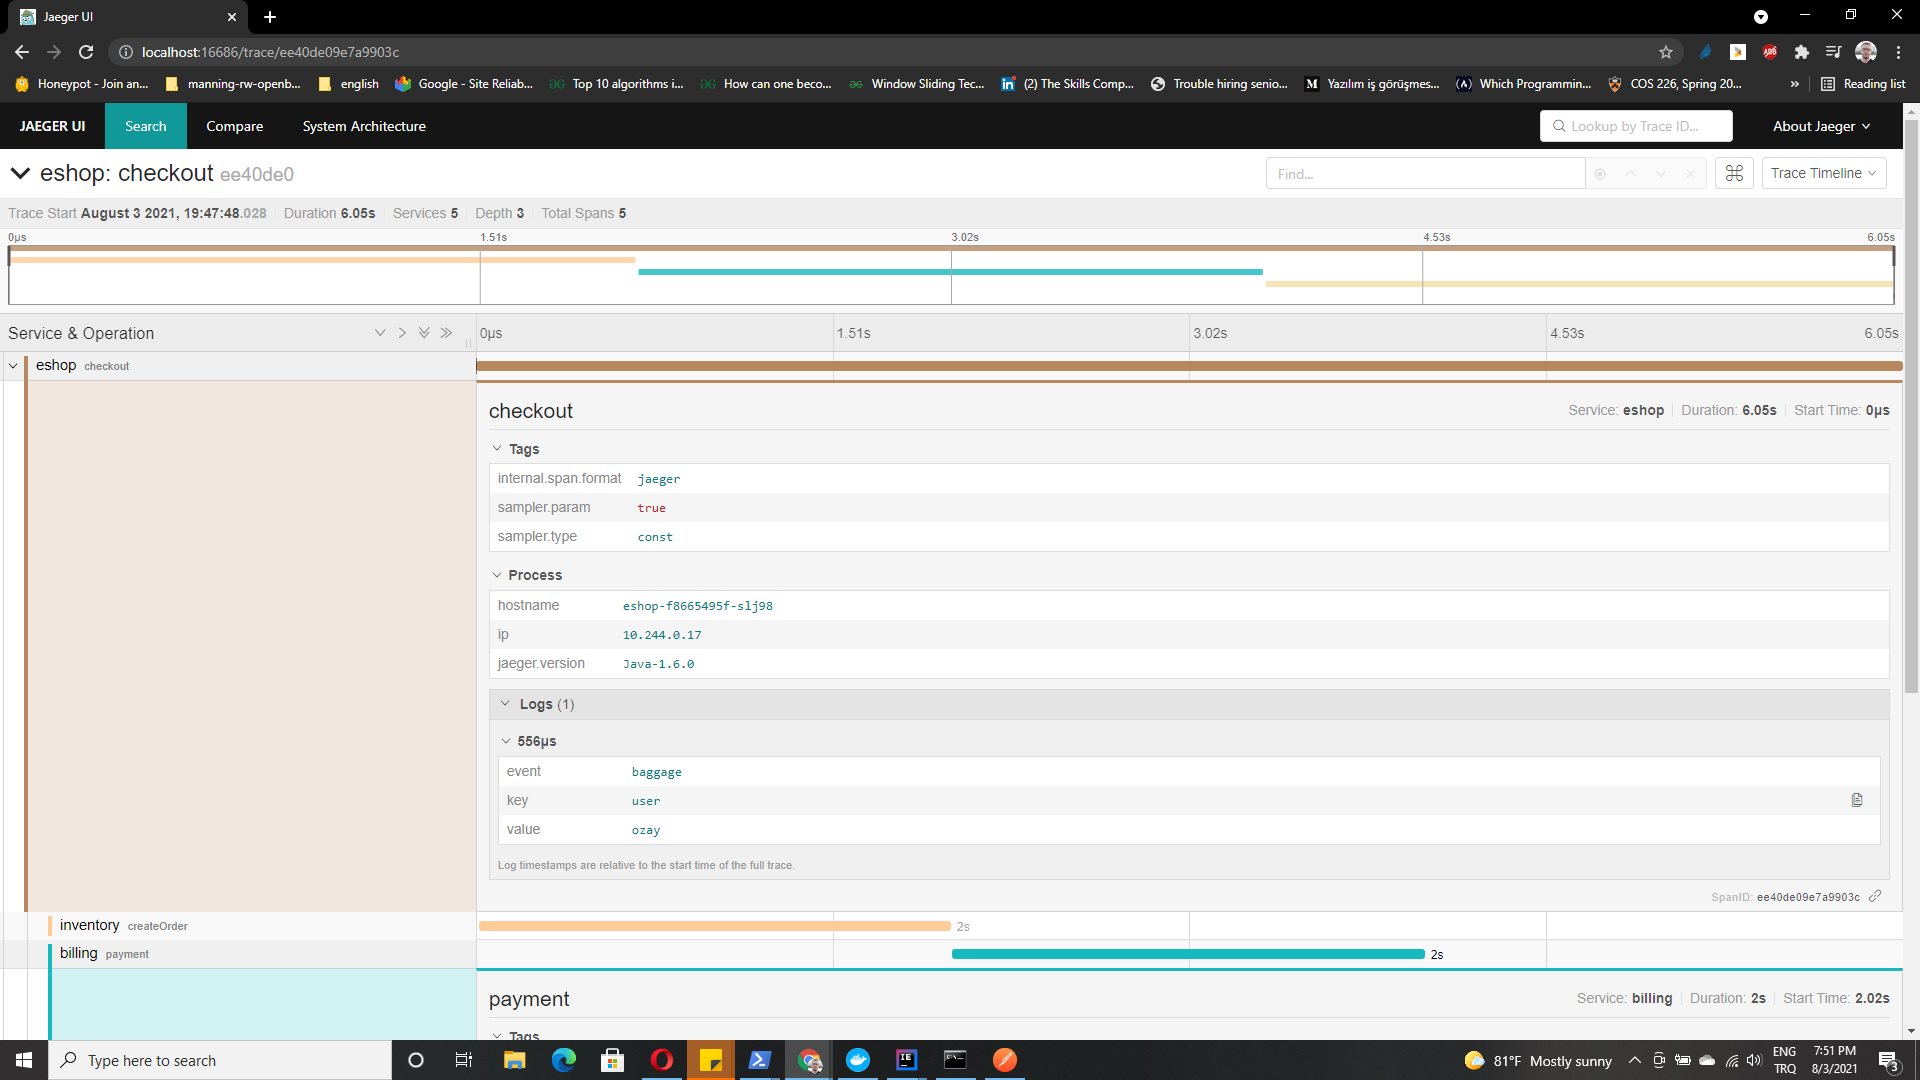 Jaeger UI
localhost:16686/trace/ee40de09e7a9903c
Honeypot - Join an... manning-rw-openb... english Google - Site Reliab... Top 10 algorithms i... How can one beco... Window Sliding Tec... (2) The Skills Comp... Trouble hiring senio... Yazılım iş görüşmes... Which Programmin... COS 226, Spring 20... » Reading list
JAEGER UI Search Compare System Architecture Lookup by Trace ID... About Jaeger
eshop: checkout ee40de0 Find... Trace Timeline
Trace Start August 3 2021, 19:47:48.028 Duration 6.05s Services 5 Depth 3 Total Spans 5
0µs 1.51s 3.02s 4.53s 6.05s
Service & Operation 0µs 1.51s 3.02s 4.53s 6.05s
eshop checkout
checkout Service: eshop Duration: 6.05s Start Time: 0µs
Tags
internal.span.format jaeger
sampler.param true
sampler.type const
Process
hostname eshop-f8665495f-slj98
ip 10.244.0.17
jaeger.version Java-1.6.0
Logs (1)
556µs
event baggage
key user
value ozay
Log timestamps are relative to the start time of the full trace.
SpanID: ee40de09e7a9903c
inventory createOrder 2s
billing payment 2s
payment Service: billing Duration: 2s Start Time: 2.02s
Tags
Type here to search 81°F Mostly sunny ENG 7:51 PM
TRQ 8/3/2021 3